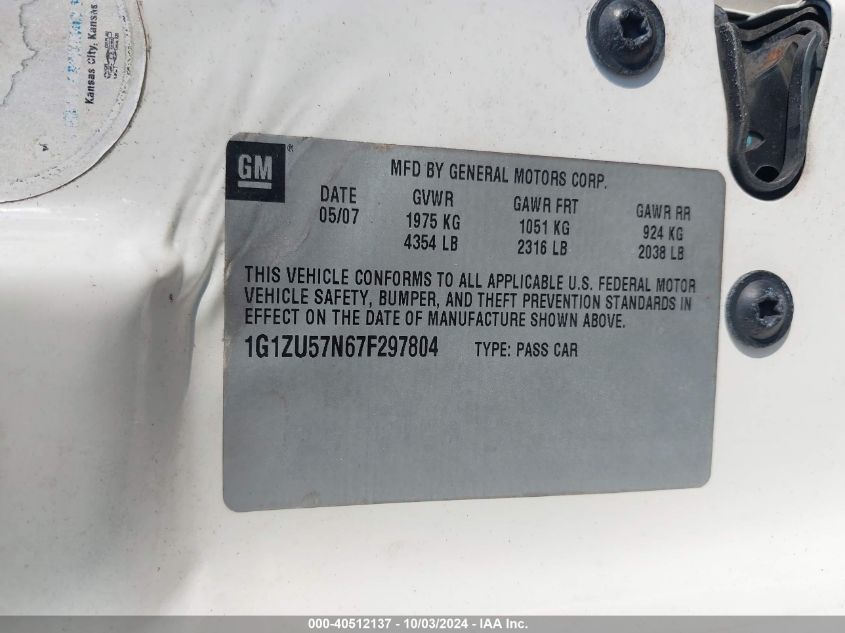 Kansas City, Kansas
GM
MFD BY GENERAL MOTORS CORP.
DATE GVWR GAWR FRT GAWR RR
05/07 1975 KG 1051 KG 924 KG
4354 LB 2316 LB 2038 LB
THIS VEHICLE CONFORMS TO ALL APPLICABLE U.S. FEDERAL MOTOR
VEHICLE SAFETY, BUMPER, AND THEFT PREVENTION STANDARDS IN
EFFECT ON THE DATE OF MANUFACTURE SHOWN ABOVE.
1G1ZU57N67F297804 TYPE: PASS CAR
000-40512137 - 10/03/2024 - IAA Inc.